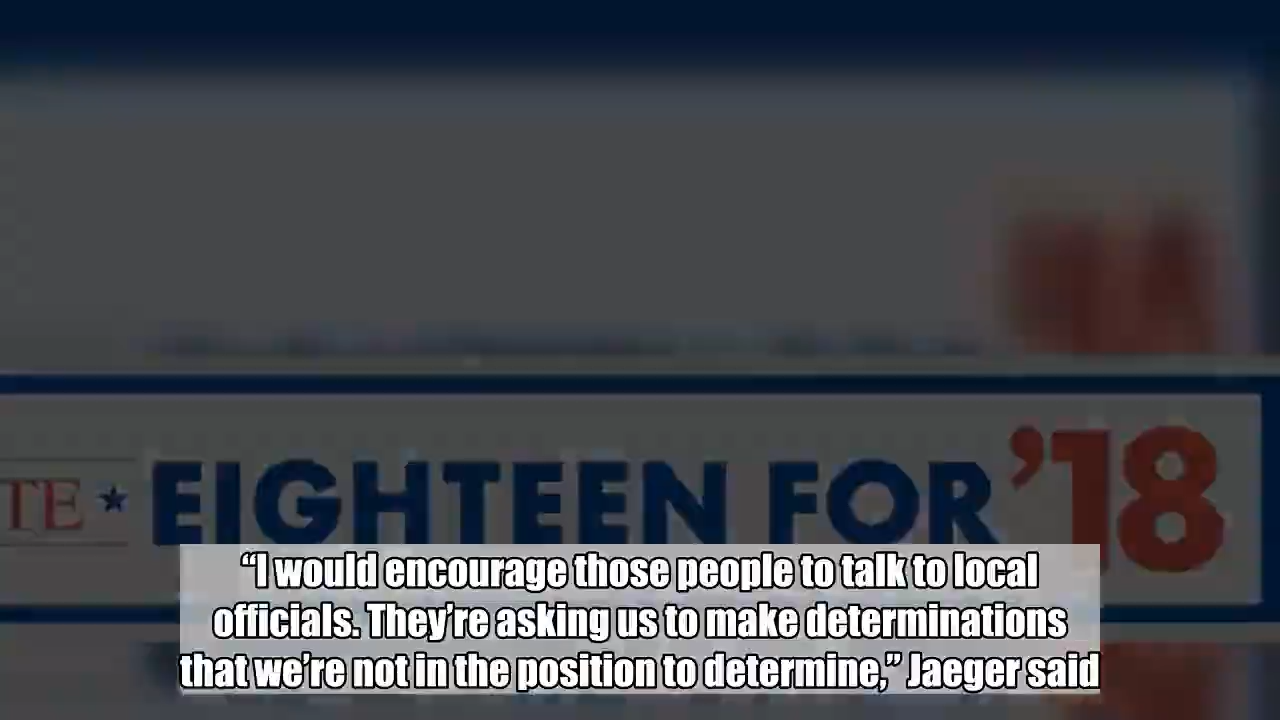 TE ★ EIGHTEEN FOR ’18
“I would encourage those people to talk to local
officials. They’re asking us to make determinations
that we’re not in the position to determine,” Jaeger said